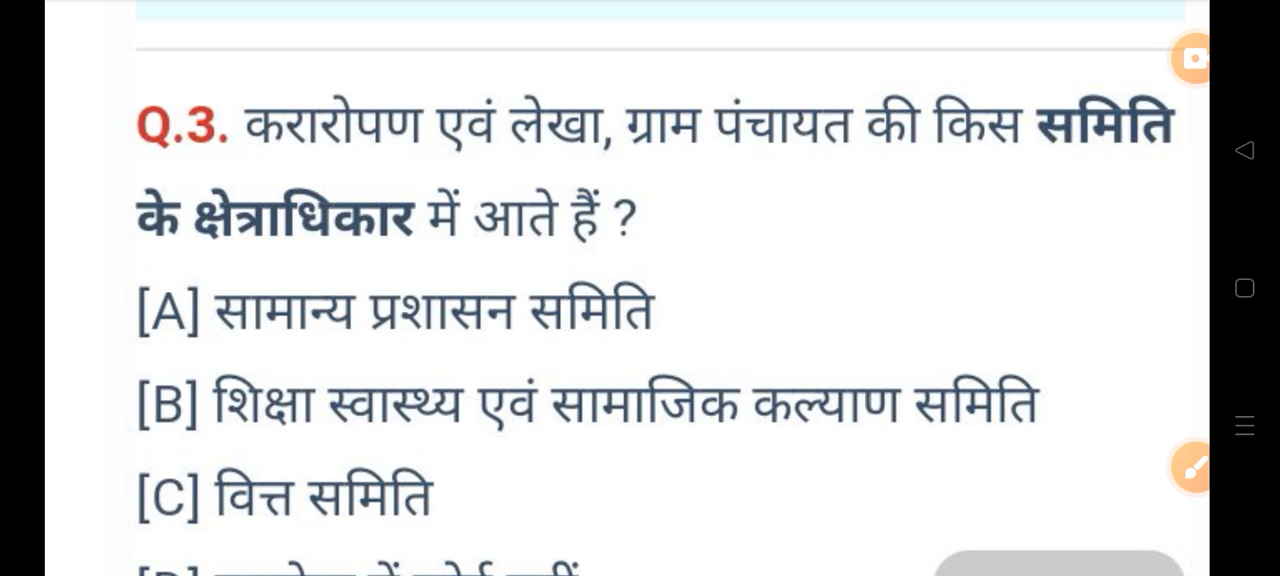 Q.3. करारोपण एवं लेखा, ग्राम पंचायत की किस समिति
के क्षेत्राधिकार में आते हैं ?
[A] सामान्य प्रशासन समिति
[B] शिक्षा स्वास्थ्य एवं सामाजिक कल्याण समिति
[C] वित्त समिति